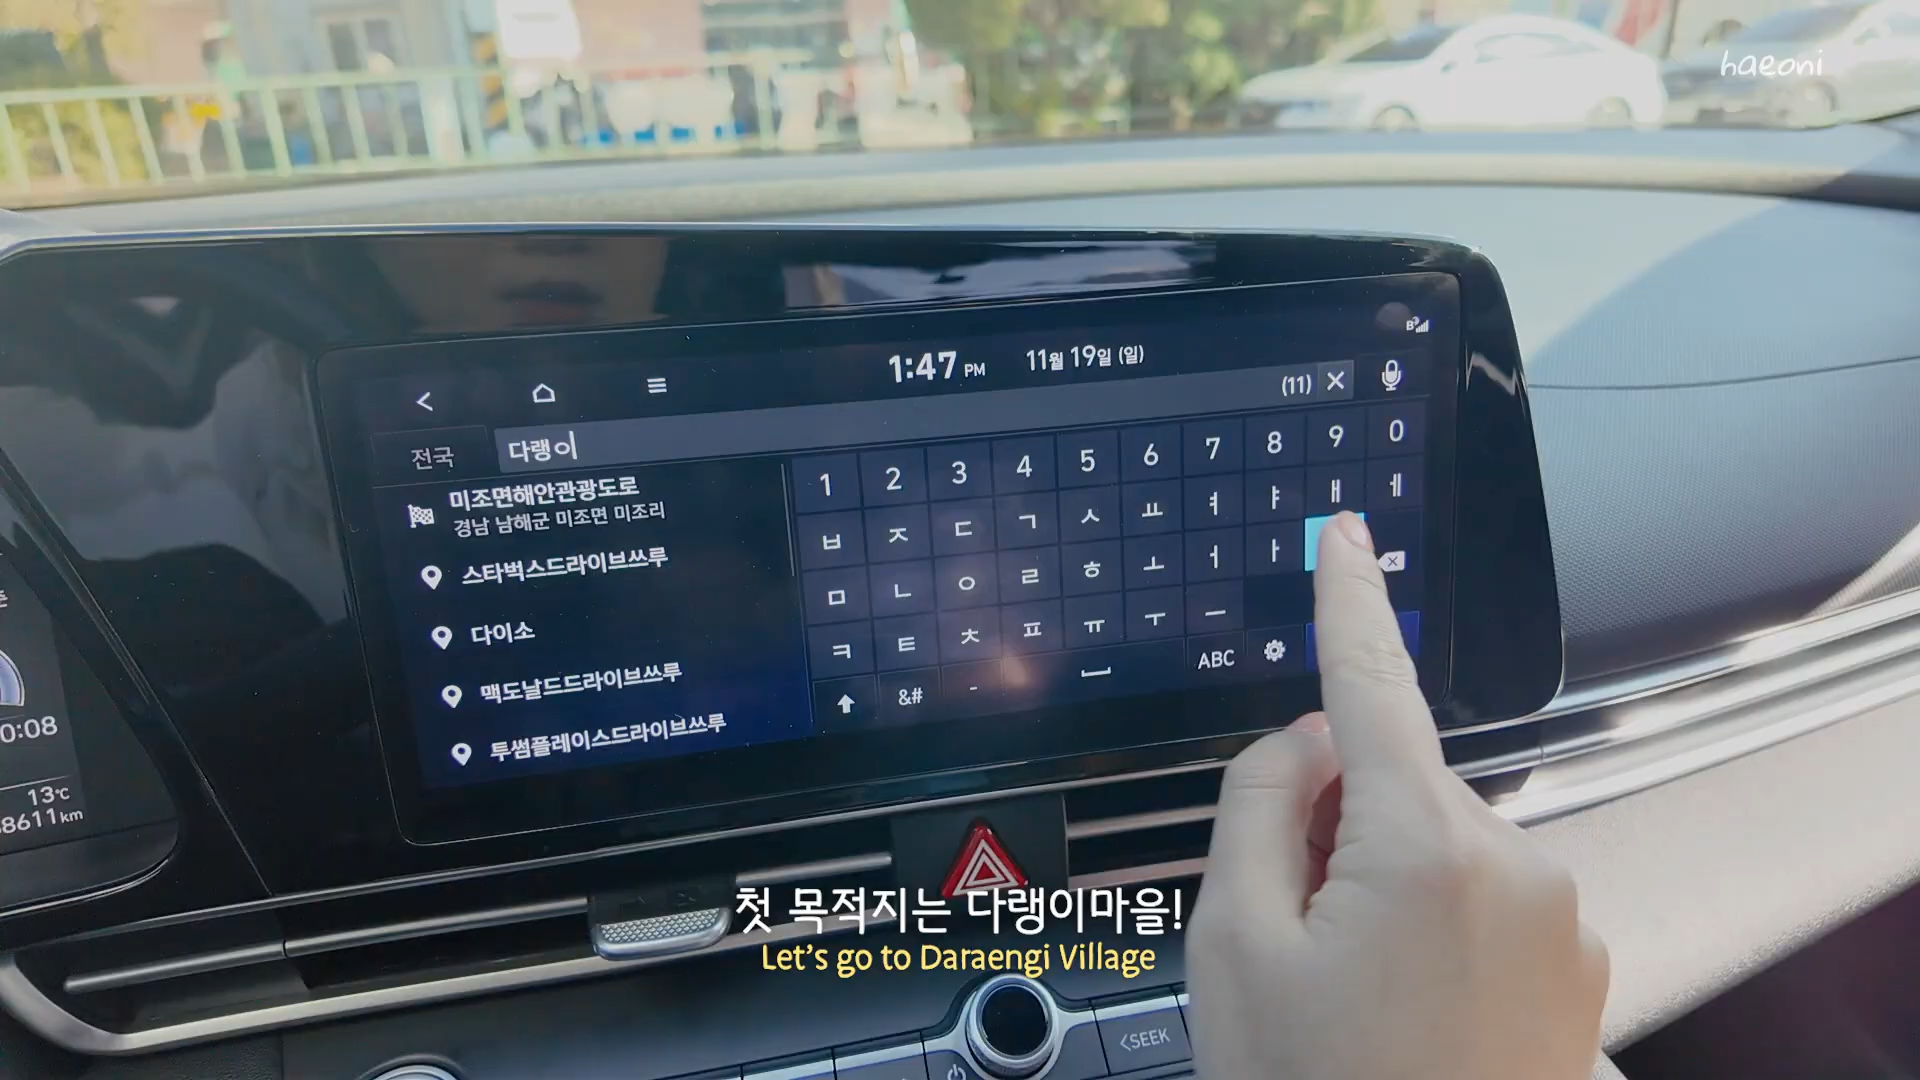 haeoni
1:47 PM 11월 19일 (일)
전국 다랭이 (11)
미조면해안관광도로
경남 남해군 미조면 미조리
스타벅스드라이브쓰루
다이소
맥도날드드라이브쓰루
투썸플레이스드라이브쓰루
1 2 3 4 5 6 7 8 9 0
ㅂ ㅈ ㄷ ㄱ ㅅ ㅛ ㅕ ㅑ ㅐ ㅔ
ㅁ ㄴ ㅇ ㄹ ㅎ ㅗ ㅓ ㅏ
ㅋ ㅌ ㅊ ㅍ ㅠ ㅜ ㅡ
&# - ABC
0:08
13℃
8611km
첫 목적지는 다랭이마을!
Let's go to Daraengi Village
<SEEK